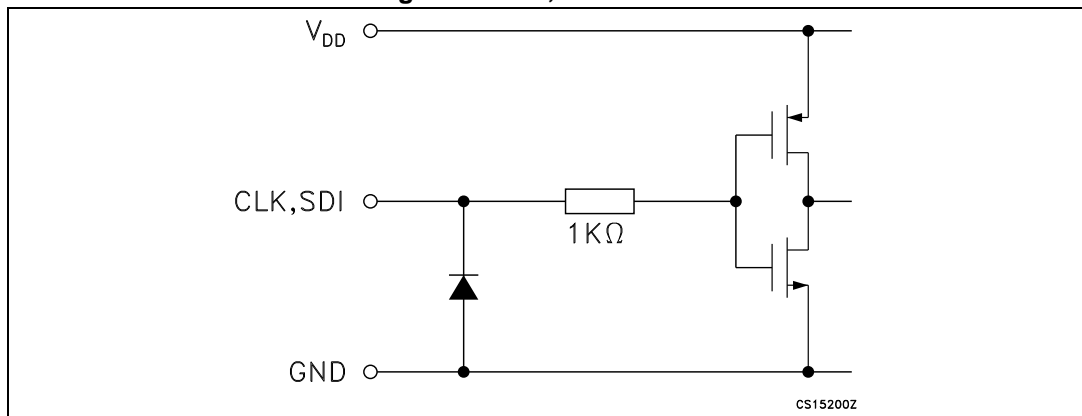 V_DD
CLK,SDI
1KΩ
GND
CS15200Z